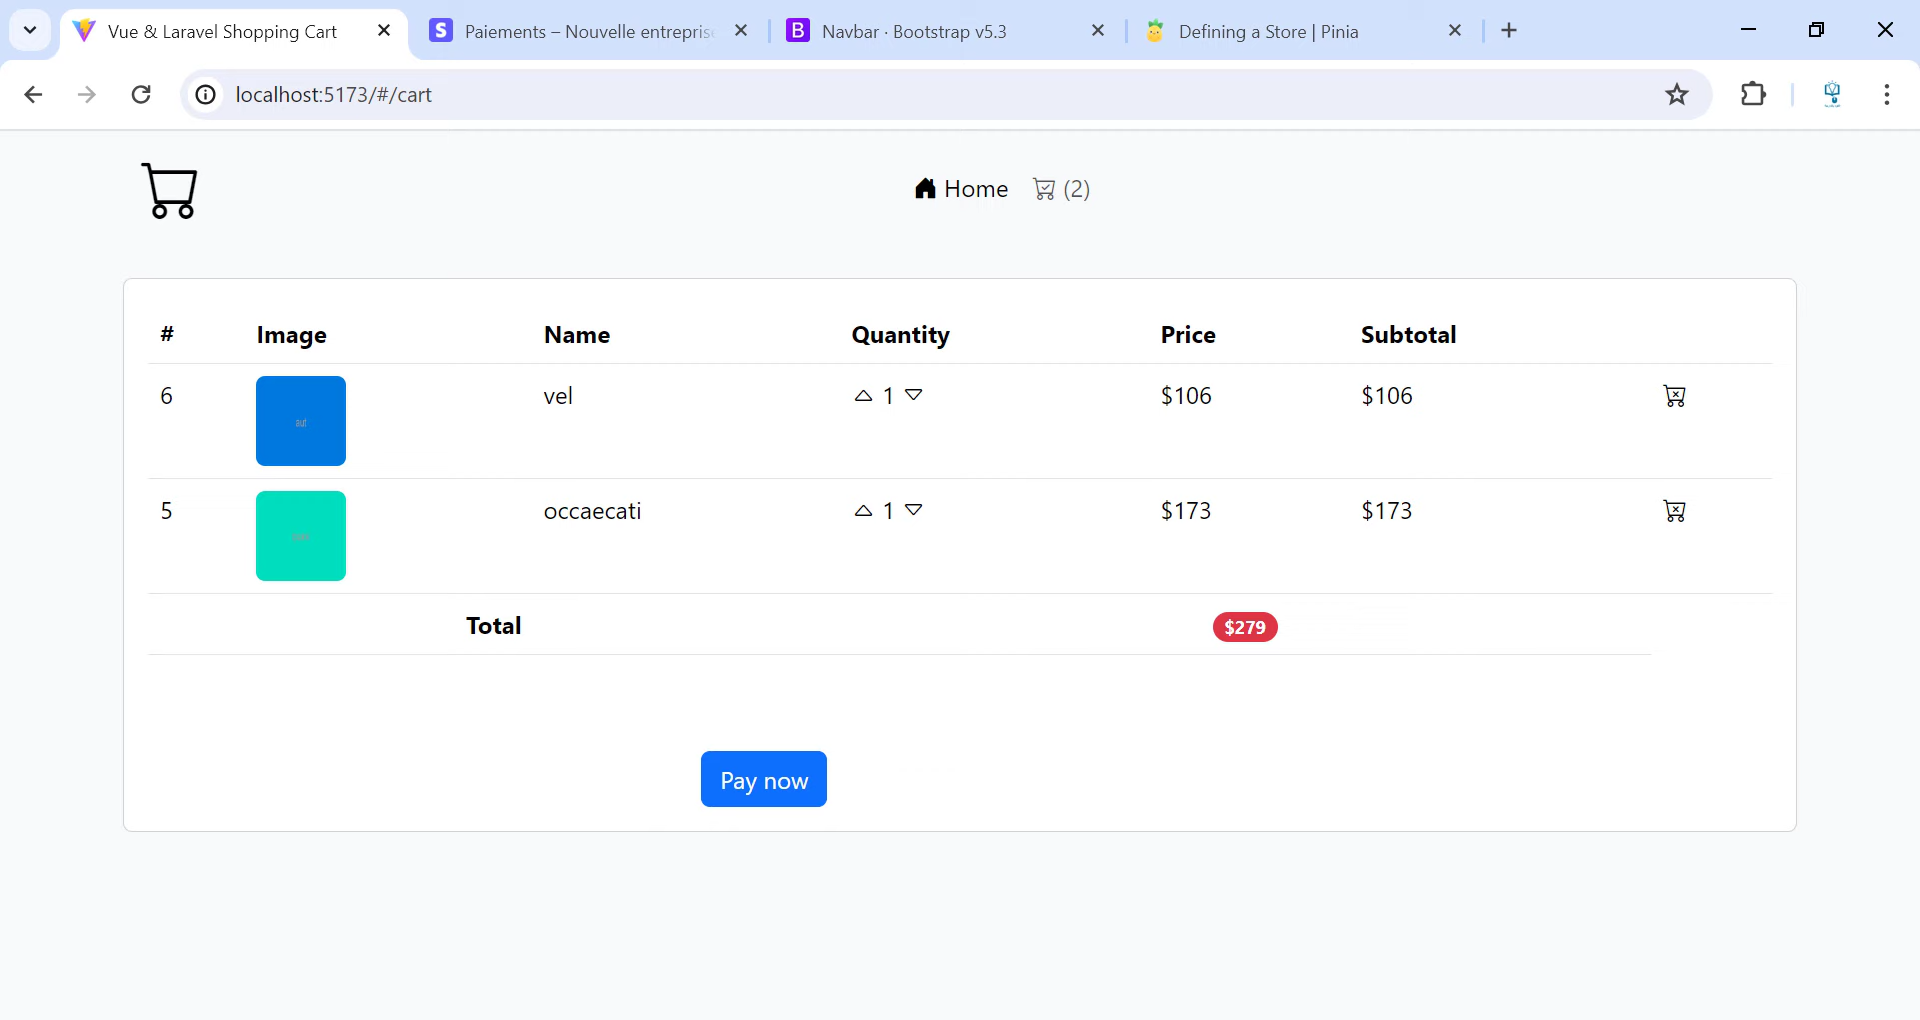 Vue & Laravel Shopping Cart
S Paiements – Nouvelle entrepris
B Navbar · Bootstrap v5.3
Defining a Store | Pinia
localhost:5173/#/cart
Home (2)
# Image Name Quantity Price Subtotal
6 aut vel 1 $106 $106
5 occaecati 1 $173 $173
Total $279
Pay now